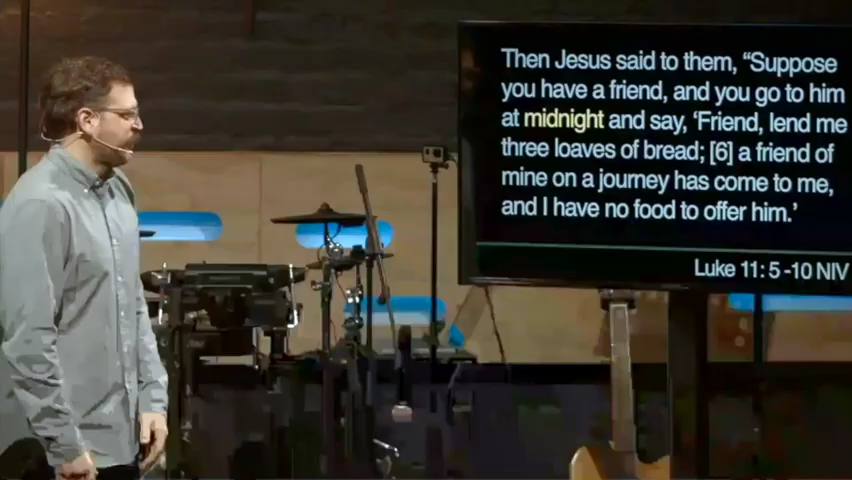 Then Jesus said to them, “Suppose
you have a friend, and you go to him
at midnight and say, ‘Friend, lend me
three loaves of bread; [6] a friend of
mine on a journey has come to me,
and I have no food to offer him.’
Luke 11: 5 -10 NIV